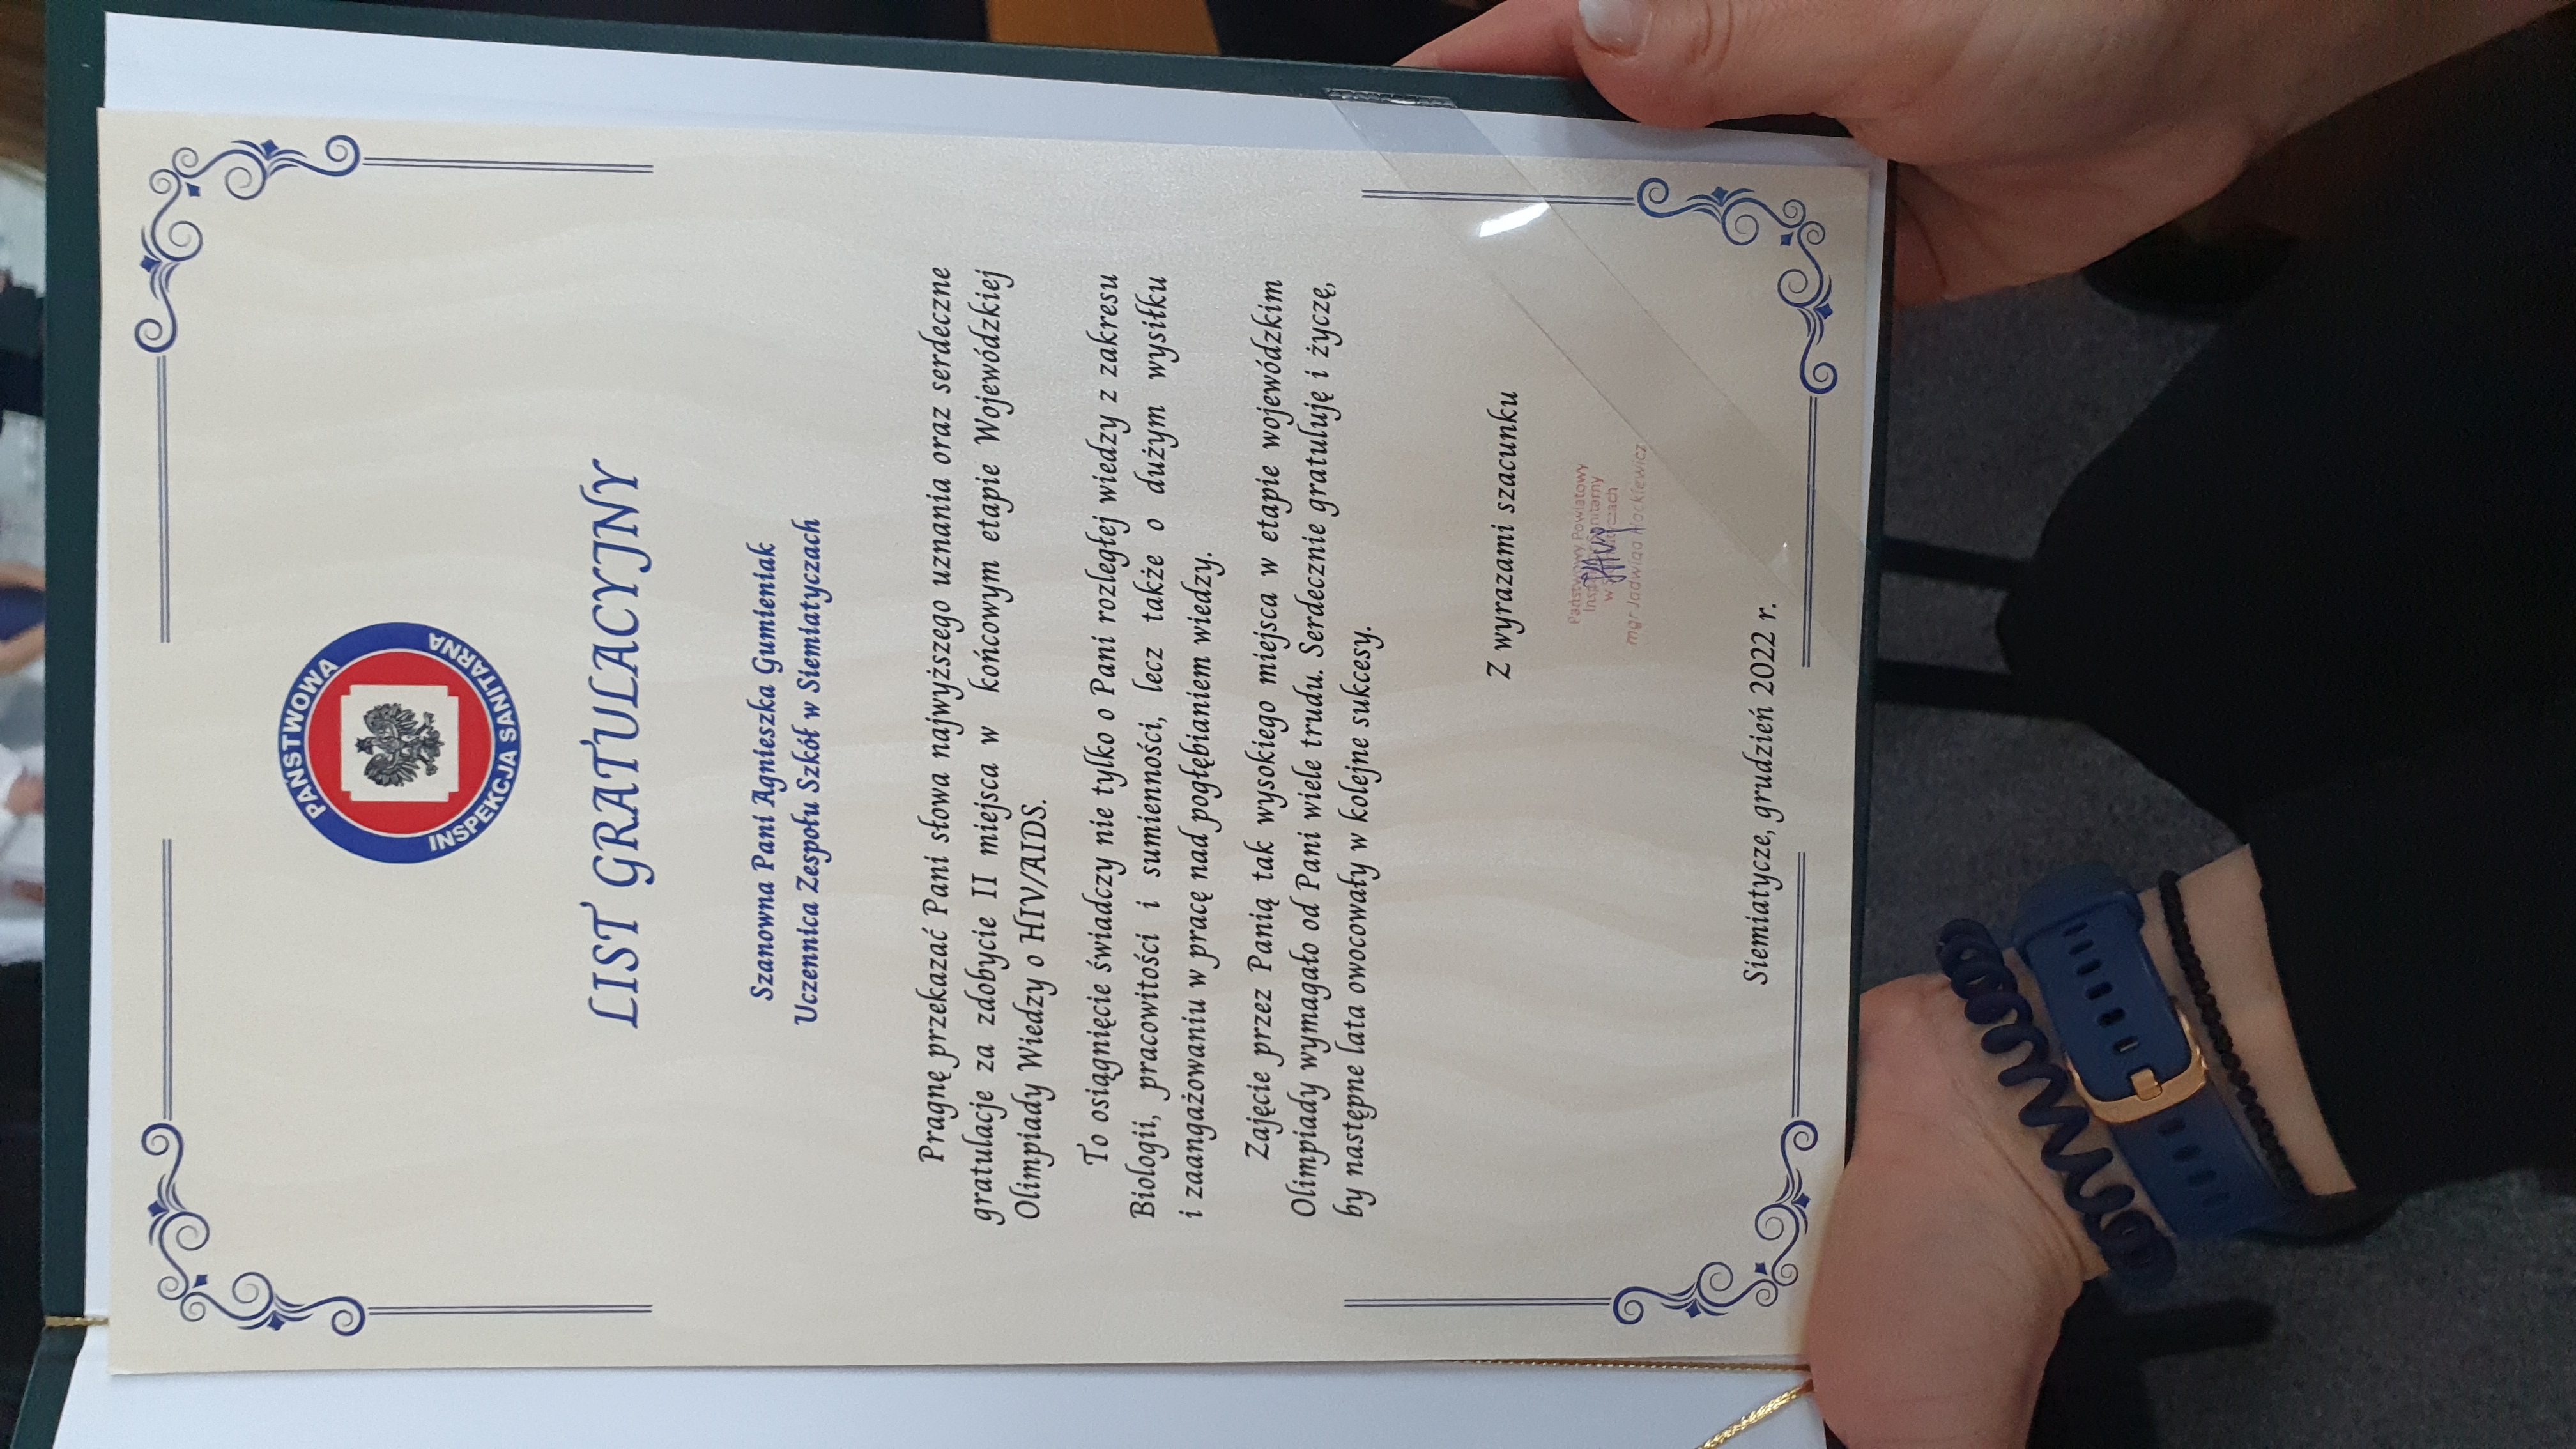 PAŃSTWOWA
INSPEKCJA SANITARNA
LIST GRATULACYJNY
Szanowna Pani Agnieszka Gumieniak
Uczennica Zespołu Szkół w Siemiatyczach
Pragnę przekazać Pani słowa najwyższego uznania oraz serdeczne
gratulacje za zdobycie II miejsca w końcowym etapie Wojewódzkiej
Olimpiady Wiedzy o HIV/AIDS.
To osiągnięcie świadczy nie tylko o Pani rozległej wiedzy z zakresu
Biologii, pracowitości i sumienności, lecz także o dużym wysiłku
i zaangażowaniu w pracę nad pogłębianiem wiedzy.
Zajęcie przez Panią tak wysokiego miejsca w etapie wojewódzkim
Olimpiady wymagało od Pani wiele trudu. Serdecznie gratuluję i życzę,
by następne lata owocowały w kolejne sukcesy.
Z wyrazami szacunku
Państwowy Powiatowy
w
mgr Jadwiga
Siemiatycze, grudzień 2022 r.